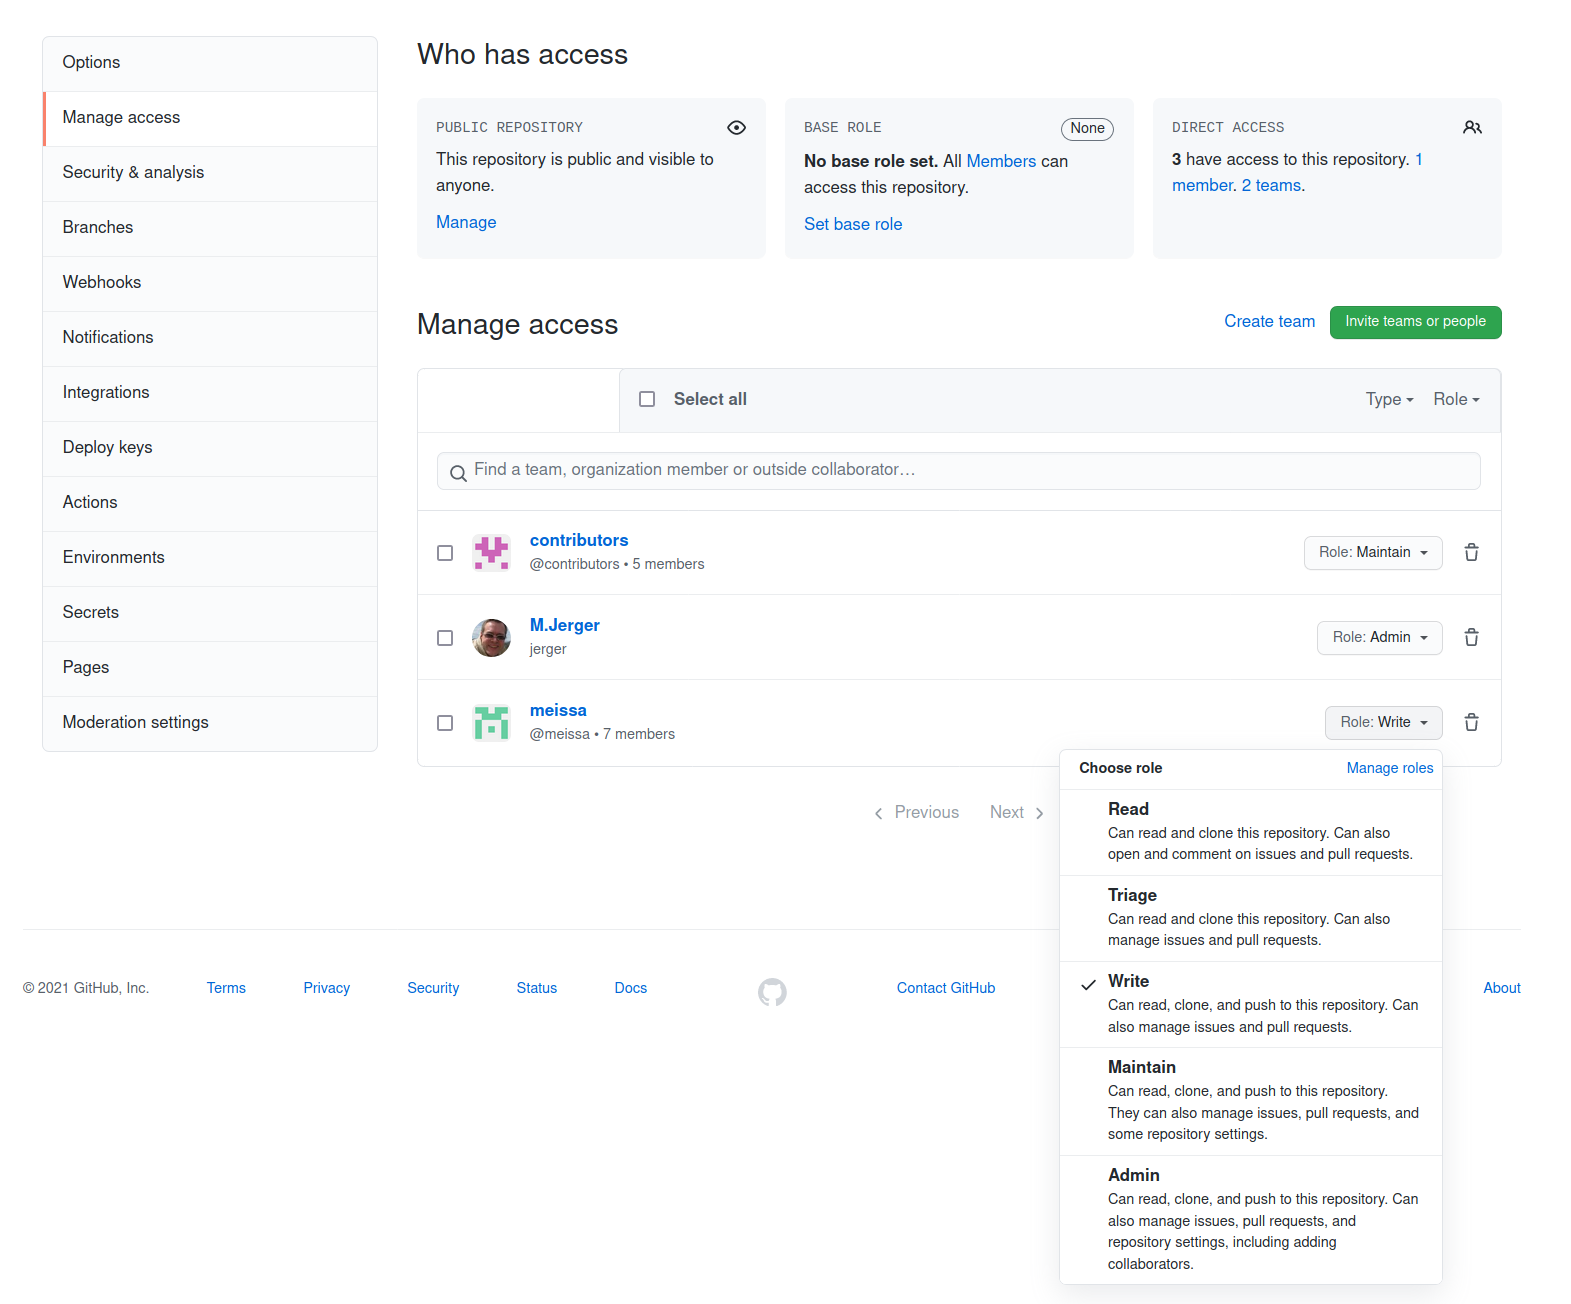 Options
Manage access
Security & analysis
Branches
Webhooks
Notifications
Integrations
Deploy keys
Actions
Environments
Secrets
Pages
Moderation settings
Who has access
PUBLIC REPOSITORY
This repository is public and visible to
anyone.
Manage
BASE ROLE
None
No base role set. All Members can
access this repository.
Set base role
DIRECT ACCESS
3 have access to this repository. 1
member. 2 teams.
Manage access
Create team
Invite teams or people
Select all
Type
Role
Find a team, organization member or outside collaborator…
contributors
@contributors • 5 members
Role: Maintain
M.Jerger
jerger
Role: Admin
meissa
@meissa • 7 members
Role: Write
Choose role
Manage roles
Read
Can read and clone this repository. Can also
open and comment on issues and pull requests.
Triage
Can read and clone this repository. Can also
manage issues and pull requests.
Write
Can read, clone, and push to this repository. Can
also manage issues and pull requests.
Maintain
Can read, clone, and push to this repository.
They can also manage issues, pull requests, and
some repository settings.
Admin
Can read, clone, and push to this repository. Can
also manage issues, pull requests, and
repository settings, including adding
collaborators.
Previous
Next
© 2021 GitHub, Inc.
Terms
Privacy
Security
Status
Docs
Contact GitHub
About